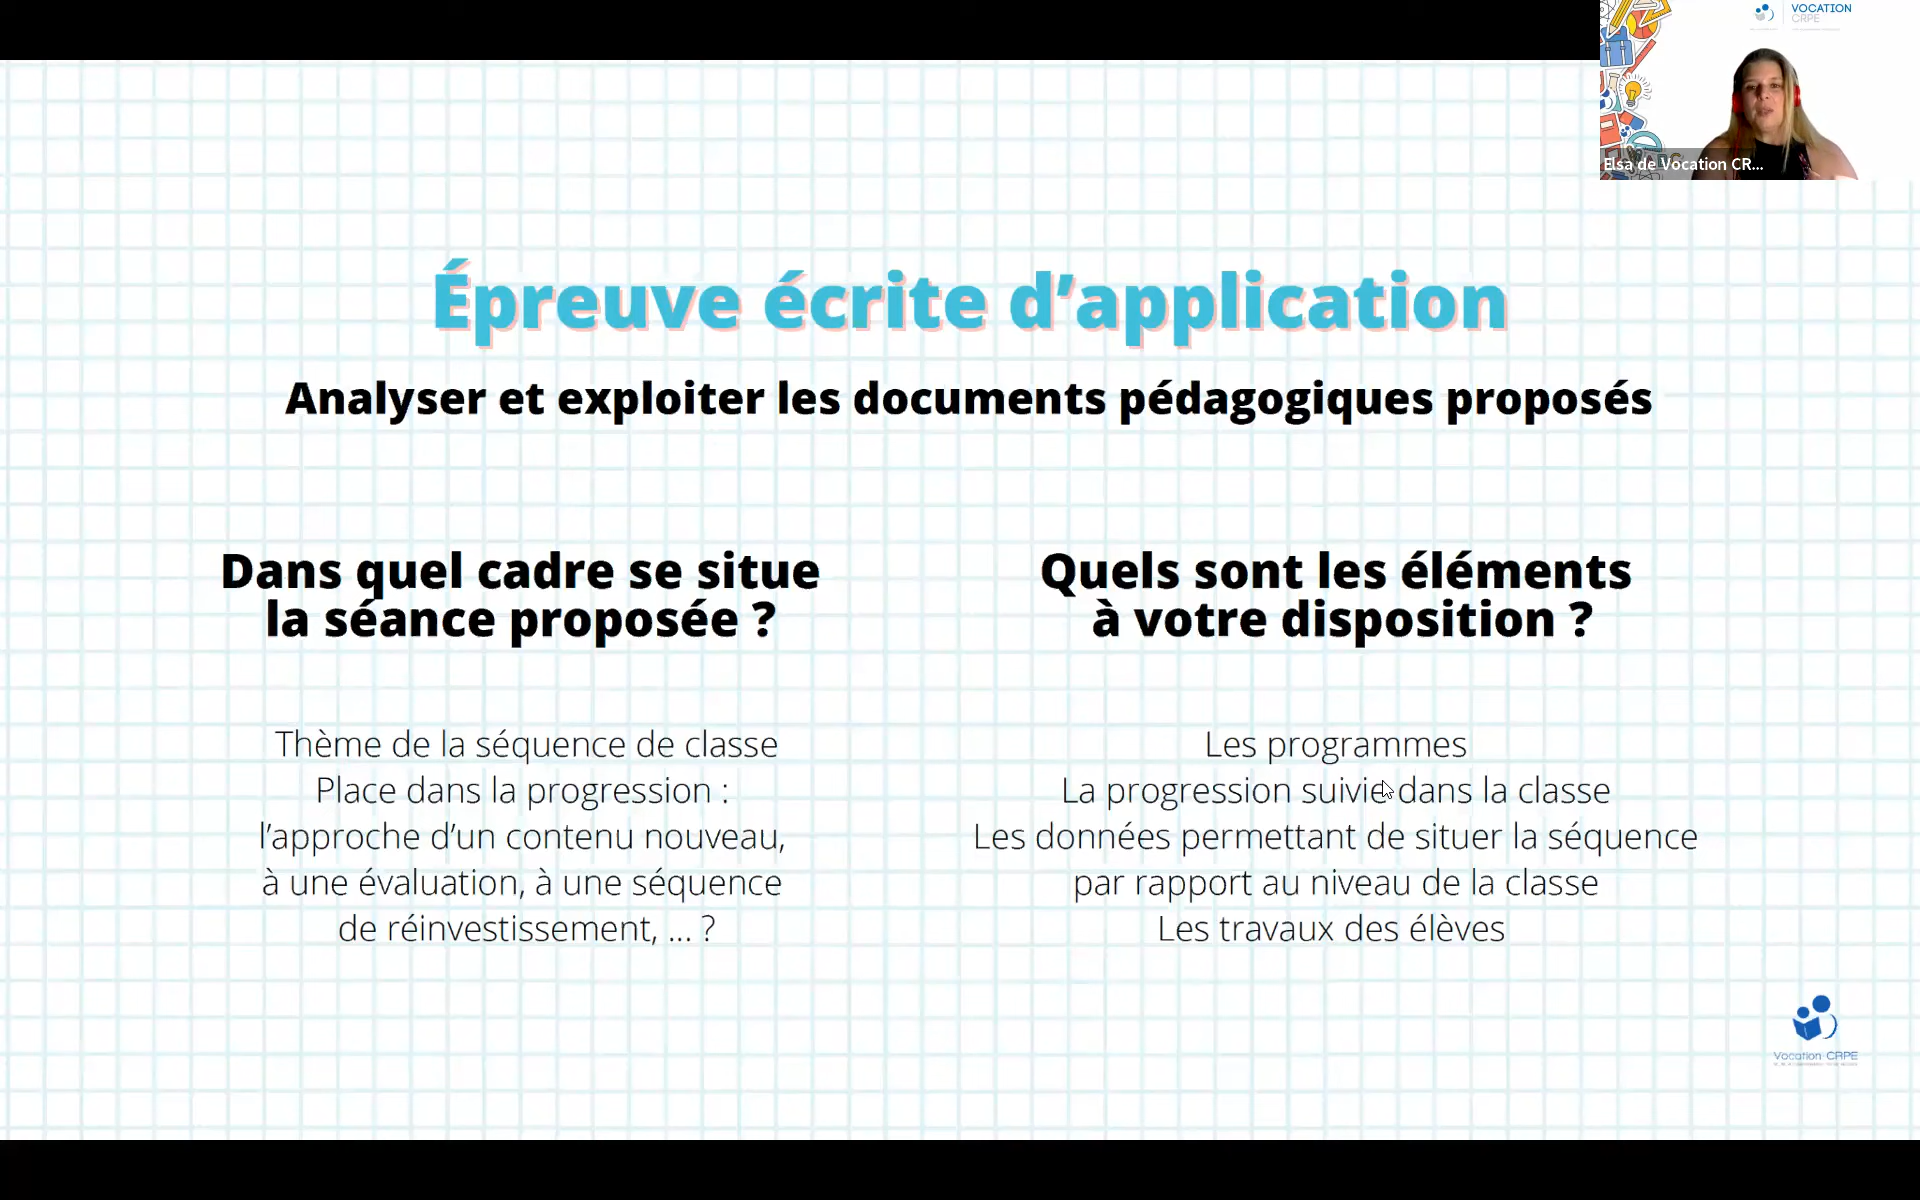 VOCATION
CRPE
Elsa de Vocation CR...
Épreuve écrite d’application
Analyser et exploiter les documents pédagogiques proposés
Dans quel cadre se situe
la séance proposée ?
Thème de la séquence de classe
Place dans la progression :
l’approche d’un contenu nouveau,
à une évaluation, à une séquence
de réinvestissement, ... ?
Quels sont les éléments
à votre disposition ?
Les programmes
La progression suivie dans la classe
Les données permettant de situer la séquence
par rapport au niveau de la classe
Les travaux des élèves
Vocation CRPE